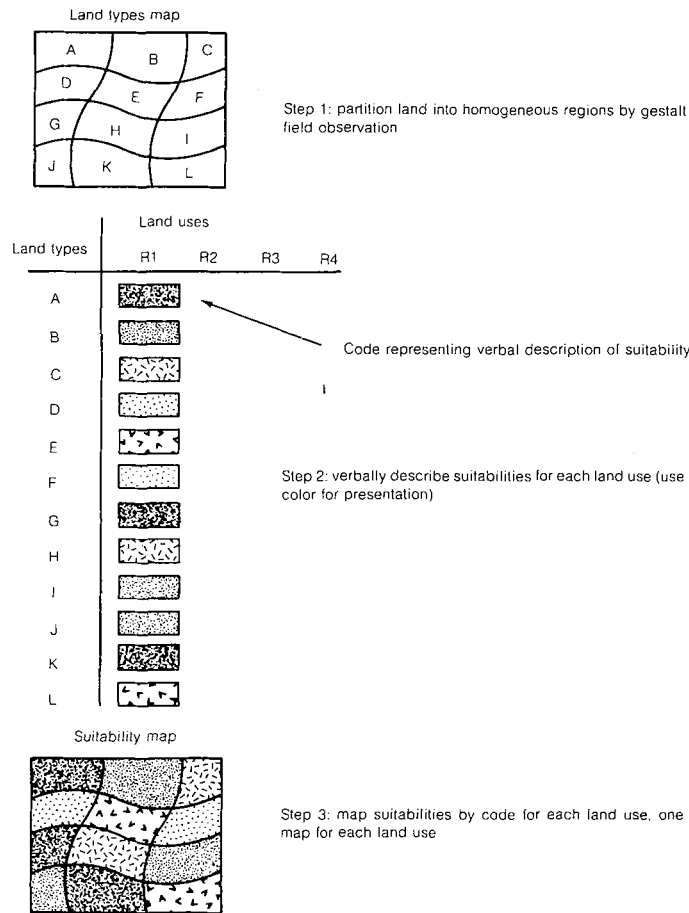 Land types map
A
B
C
D
E
F
G
H
I
J
K
L
Step 1: partition land into homogeneous regions by gestalt
field observation
Land uses
Land types
R1 R2 R3 R4
A
B
Code representing verbal description of suitability
C
D
E
Step 2: verbally describe suitabilities for each land use (use
color for presentation)
F
G
H
I
J
K
L
Suitability map
Step 3: map suitabilities by code for each land use, one
map for each land use